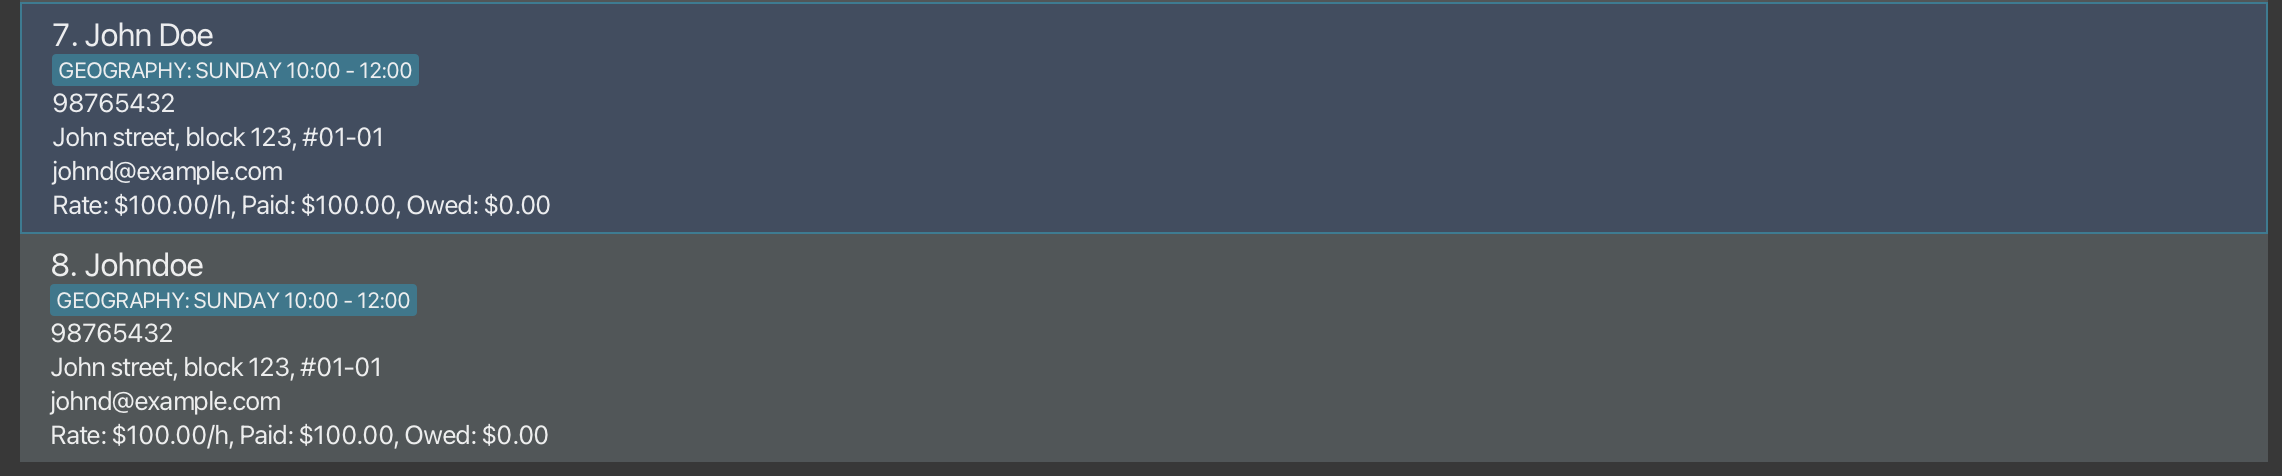 7. John Doe
GEOGRAPHY: SUNDAY 10:00 - 12:00
98765432
John street, block 123, #01-01
johnd@example.com
Rate: $100.00/h, Paid: $100.00, Owed: $0.00
8. Johndoe
GEOGRAPHY: SUNDAY 10:00 - 12:00
98765432
John street, block 123, #01-01
johnd@example.com
Rate: $100.00/h, Paid: $100.00, Owed: $0.00